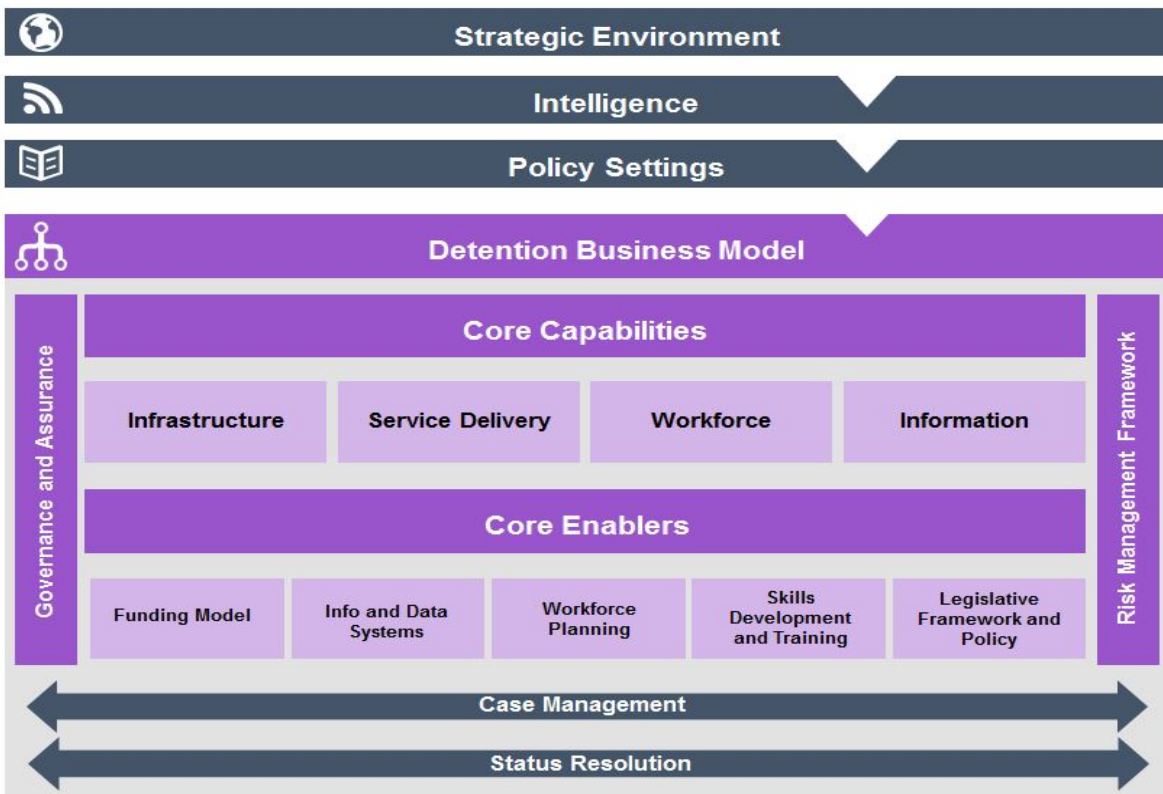 Strategic Environment
Intelligence
Policy Settings
Detention Business Model
Governance and Assurance
Core Capabilities
Infrastructure
Service Delivery
Workforce
Information
Core Enablers
Funding Model
Info and Data
Systems
Workforce
Planning
Skills
Development
and Training
Legislative
Framework and
Policy
Risk Management Framework
Case Management
Status Resolution